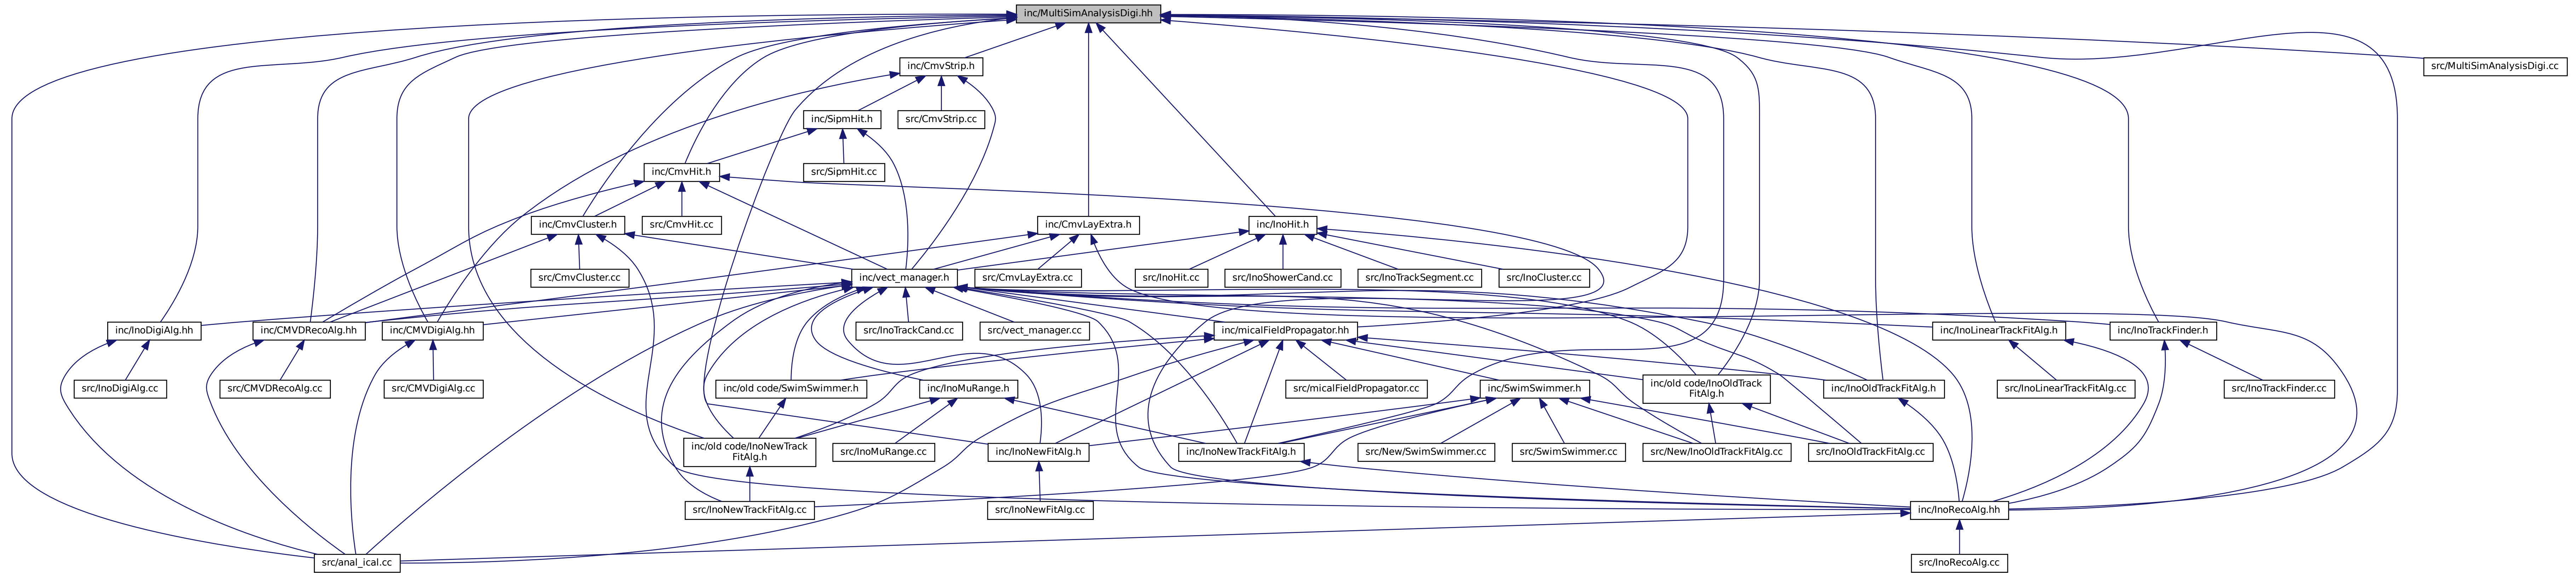 inc/MultiSimAnalysisDigi.hh
inc/CmvStrip.h
src/MultiSimAnalysisDigi.cc
inc/SipmHit.h
src/CmvStrip.cc
inc/CmvHit.h
src/SipmHit.cc
inc/CmvCluster.h
src/CmvHit.cc
inc/CmvLayExtra.h
inc/InoHit.h
src/CmvCluster.cc
inc/vect_manager.h
src/CmvLayExtra.cc
src/InoHit.cc
src/InoShowerCand.cc
src/InoTrackSegment.cc
src/InoCluster.cc
inc/InoDigiAlg.hh
inc/CMVDRecoAlg.hh
inc/CMVDigiAlg.hh
src/InoTrackCand.cc
src/vect_manager.cc
inc/micalFieldPropagator.hh
inc/InoLinearTrackFitAlg.h
inc/InoTrackFinder.h
src/InoDigiAlg.cc
src/CMVDRecoAlg.cc
src/CMVDigiAlg.cc
inc/old code/SwimSwimmer.h
inc/InoMuRange.h
src/micalFieldPropagator.cc
inc/SwimSwimmer.h
inc/old code/InoOldTrack
FitAlg.h
inc/InoOldTrackFitAlg.h
src/InoLinearTrackFitAlg.cc
src/InoTrackFinder.cc
inc/old code/InoNewTrack
FitAlg.h
src/InoMuRange.cc
inc/InoNewFitAlg.h
inc/InoNewTrackFitAlg.h
src/New/SwimSwimmer.cc
src/SwimSwimmer.cc
src/New/InoOldTrackFitAlg.cc
src/InoOldTrackFitAlg.cc
src/InoNewTrackFitAlg.cc
src/InoNewFitAlg.cc
inc/InoRecoAlg.hh
src/anal_ical.cc
src/InoRecoAlg.cc